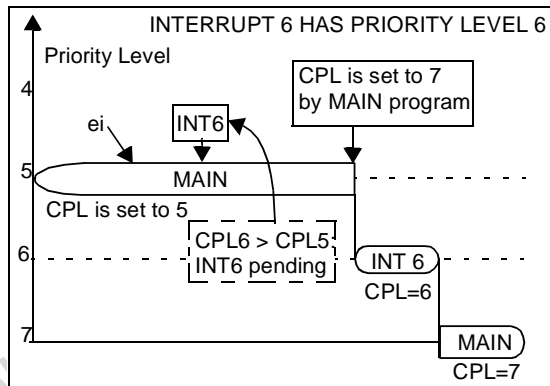 INTERRUPT 6 HAS PRIORITY LEVEL 6
Priority Level
CPL is set to 7
by MAIN program
4
ei
INT6
5
MAIN
CPL is set to 5
CPL6 > CPL5
INT6 pending
6
INT 6
CPL=6
7
MAIN
CPL=7